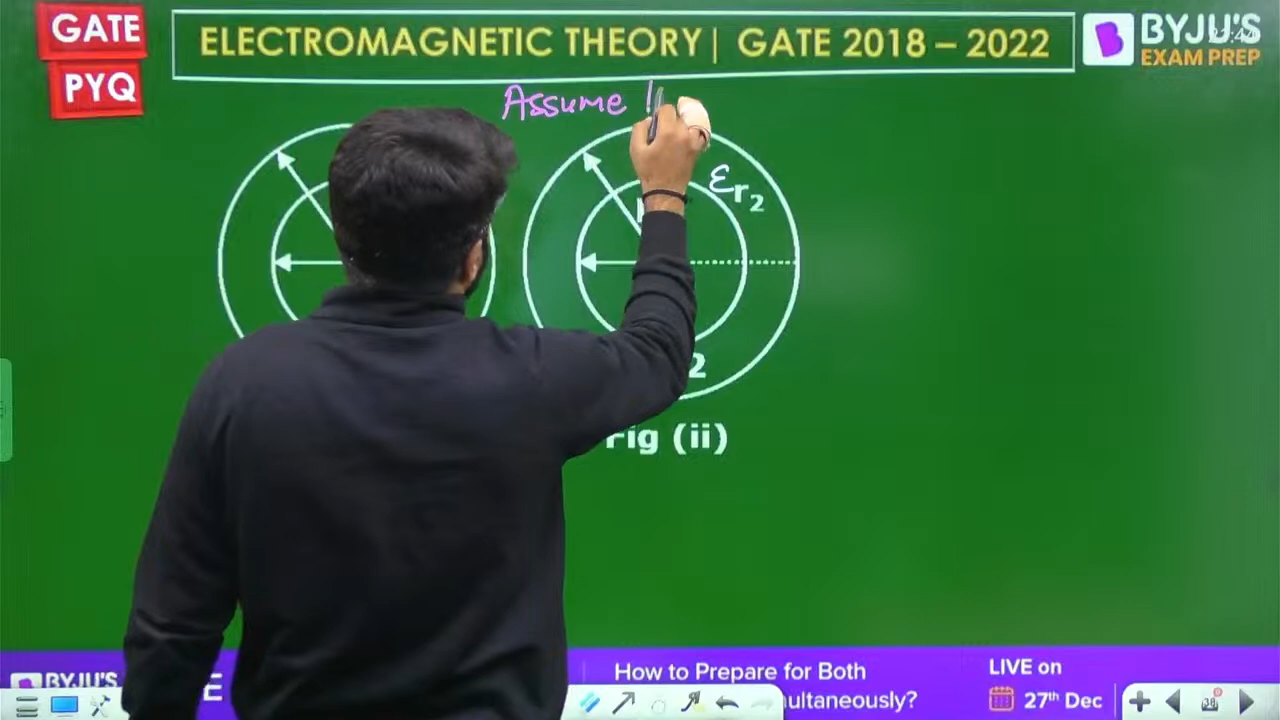 GATE
PYQ
ELECTROMAGNETIC THEORY | GATE 2018 – 2022
BYJU'S
EXAM PREP
Assume
εr2
2
Fig (ii)
BYJU'S
E
How to Prepare for Both
ultaneously?
LIVE on
27th Dec